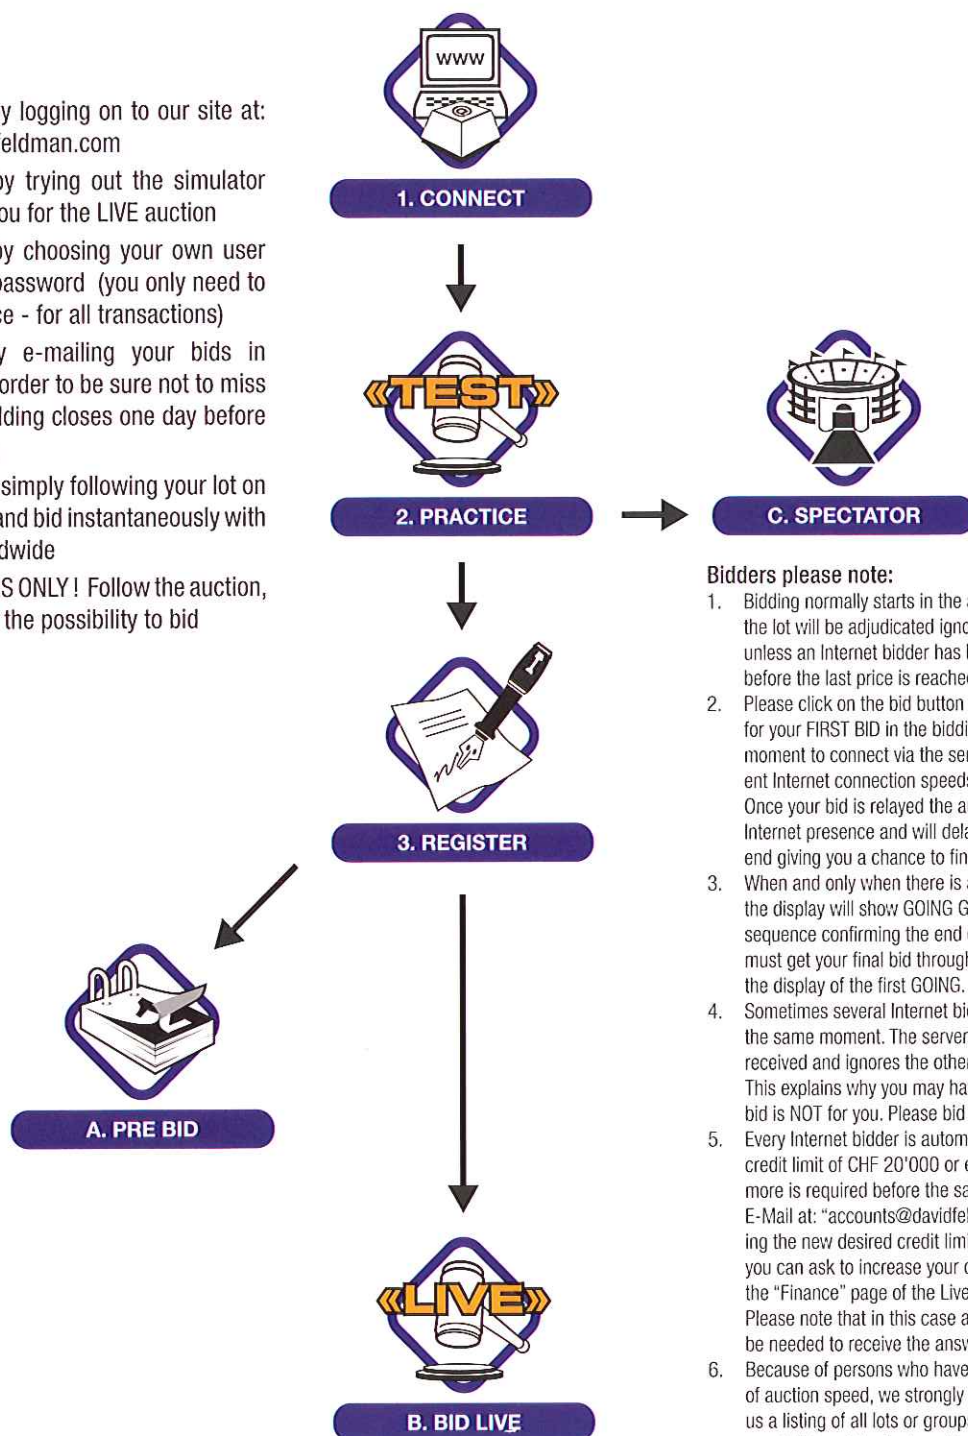 y logging on to our site at:
feldman.com
by trying out the simulator
ou for the LIVE auction
by choosing your own user
password (you only need to
ce - for all transactions)
y e-mailing your bids in
order to be sure not to miss
dding closes one day before
simply following your lot on
and bid instantaneously with
dwide
S ONLY ! Follow the auction,
the possibility to bid
WWW
@
1. CONNECT
«TEST»
2. PRACTICE
3. REGISTER
A. PRE BID
«LIVE»
B. BID LIVE
C. SPECTATOR
Bidders please note:
1. Bidding normally starts in the a
the lot will be adjudicated igno
unless an Internet bidder has
before the last price is reache
2. Please click on the bid button
for your FIRST BID in the biddi
moment to connect via the ser
ent Internet connection speeds
Once your bid is relayed the a
Internet presence and will dela
end giving you a chance to fin
3. When and only when there is a
the display will show GOING G
sequence confirming the end
must get your final bid through
the display of the first GOING.
4. Sometimes several Internet bi
the same moment. The server
received and ignores the other
This explains why you may ha
bid is NOT for you. Please bid
5. Every Internet bidder is autom
credit limit of CHF 20'000 or e
more is required before the sa
E-Mail at: “accounts@davidfel
ing the new desired credit limi
you can ask to increase your c
the “Finance” page of the Live
Please note that in this case a
be needed to receive the answ
6. Because of persons who have
of auction speed, we strongly
us a listing of all lots or group